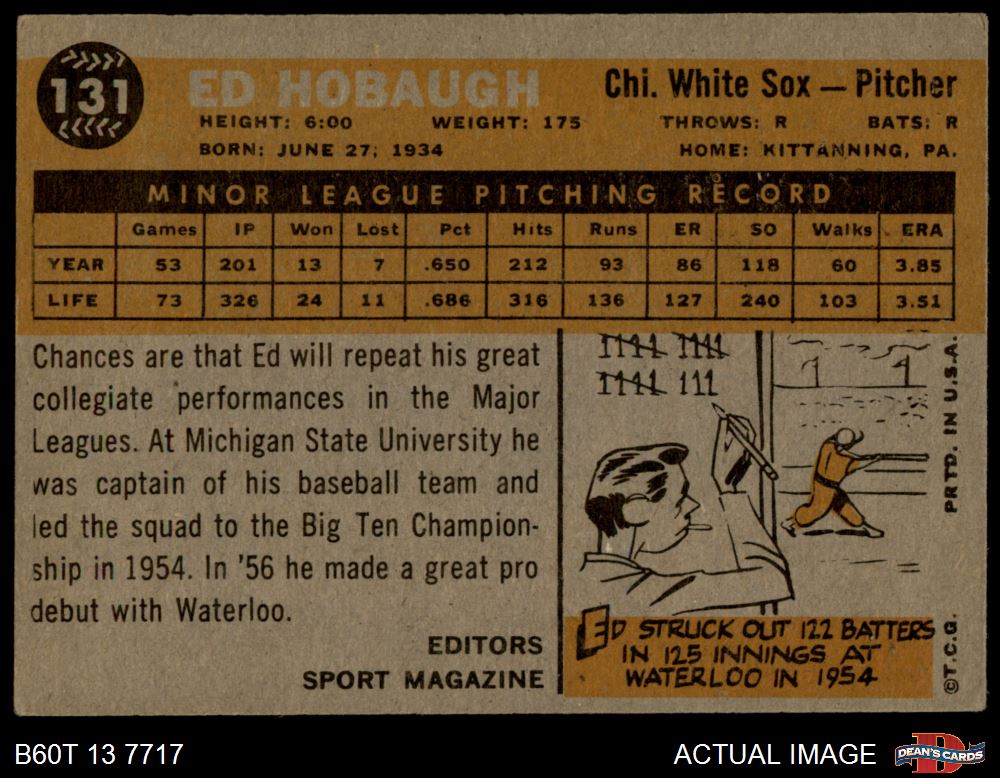 131
ED HOBAUGH
Chi. White Sox — Pitcher
HEIGHT: 6:00 WEIGHT: 175 THROWS: R BATS: R
BORN: JUNE 27, 1934 HOME: KITTANNING, PA.
MINOR LEAGUE PITCHING RECORD
Games IP Won Lost Pct Hits Runs ER SO Walks ERA
YEAR 53 201 13 7 .650 212 93 86 118 60 3.85
LIFE 73 326 24 11 .686 316 136 127 240 103 3.51
Chances are that Ed will repeat his great
collegiate performances in the Major
Leagues. At Michigan State University he
was captain of his baseball team and
led the squad to the Big Ten Champion-
ship in 1954. In '56 he made a great pro
debut with Waterloo.
EDITORS
SPORT MAGAZINE
ED STRUCK OUT 122 BATTERS
IN 125 INNINGS AT
WATERLOO IN 1954
PRTD. IN U.S.A.
©T.C.G.
B60T 13 7717
ACTUAL IMAGE
DEAN'S CARDS